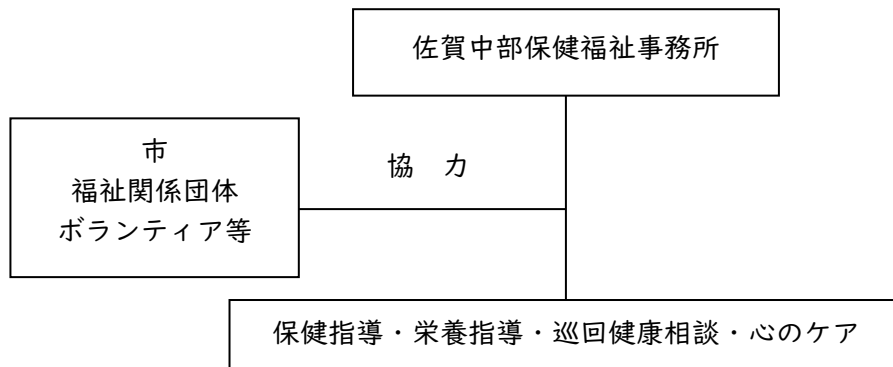 佐賀中部保健福祉事務所
市
福祉関係団体
ボランティア等
協　力
保健指導・栄養指導・巡回健康相談・心のケア